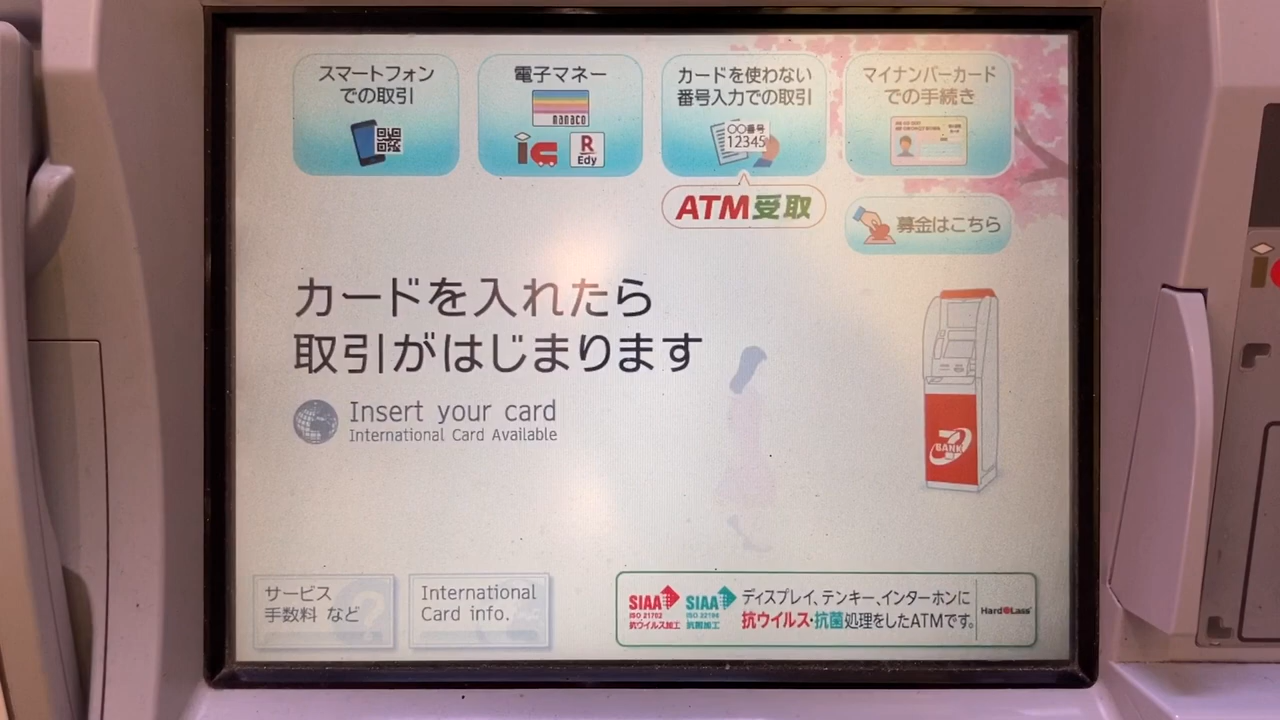 スマートフォン
での取引
電子マネー
nanaco
R
Edy
カードを使わない
番号入力での取引
○○番号
12345
ATM受取
マイナンバーカード
での手続き
募金はこちら
カードを入れたら
取引がはじまります
Insert your card
International Card Available
BANK
サービス
手数料 など
International
Card info.
SIAA
ISO 21702
抗ウイルス加工
SIAA
ISO 22196
抗菌加工
ディスプレイ、テンキー、インターホンに
抗ウイルス・抗菌処理をしたATMです。
HardLass